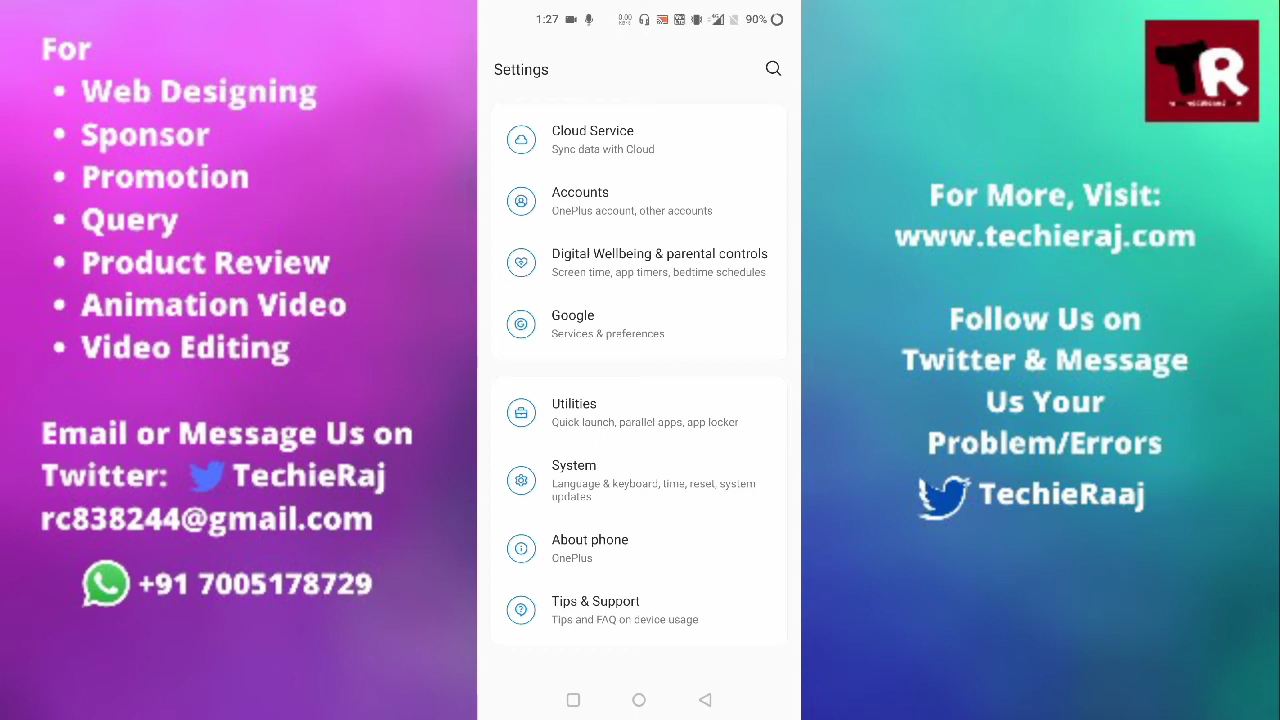 For
• Web Designing
• Sponsor
• Promotion
• Query
• Product Review
• Animation Video
• Video Editing
Email or Message Us on
Twitter: TechieRaj
rc838244@gmail.com
+91 7005178729
1:27
0.00
90%
Settings
Cloud Service
Sync data with Cloud
Accounts
OnePlus account, other accounts
Digital Wellbeing & parental controls
Screen time, app timers, bedtime schedules
Google
Services & preferences
Utilities
Quick launch, parallel apps, app locker
System
Language & keyboard, time, reset, system
updates
About phone
OnePlus
Tips & Support
Tips and FAQ on device usage
TR
For More, Visit:
www.techieraj.com
Follow Us on
Twitter & Message
Us Your
Problem/Errors
TechieRaaj